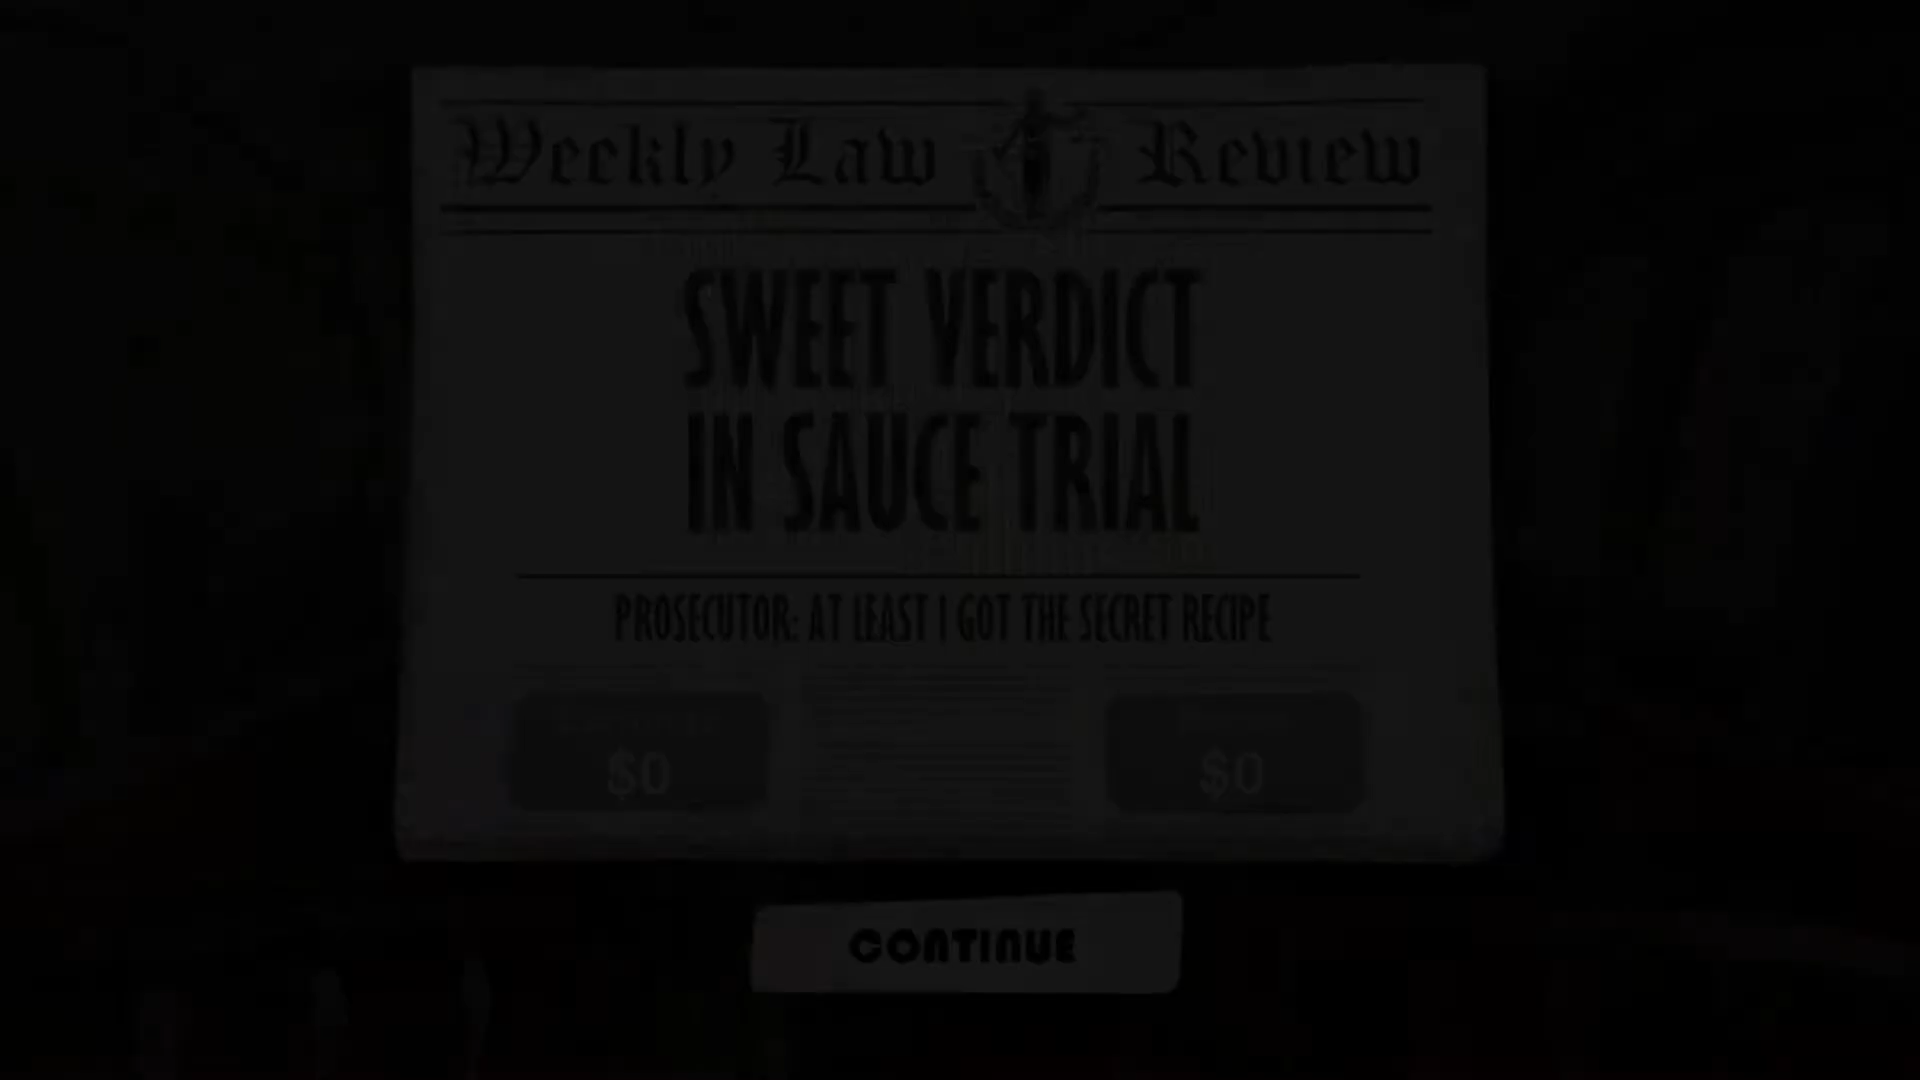 Weekly Law Review
SWEET VERDICT
IN SAUCE TRIAL
PROSECUTOR: AT LEAST I GOT THE SECRET RECIPE
$0
$0
CONTINUE